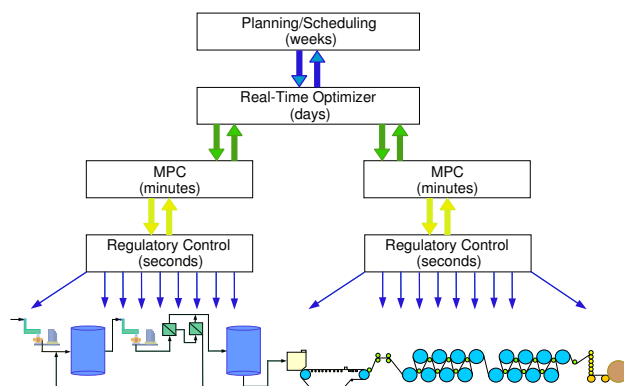 Planning/Scheduling
(weeks)
Real-Time Optimizer
(days)
MPC
(minutes)
MPC
(minutes)
Regulatory Control
(seconds)
Regulatory Control
(seconds)